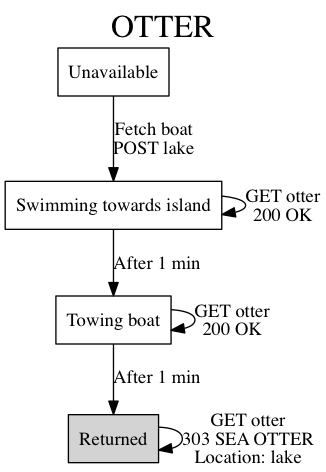 OTTER
Unavailable
Fetch boat
POST lake
Swimming towards island
GET otter
200 OK
After 1 min
Towing boat
GET otter
200 OK
After 1 min
Returned
GET otter
303 SEA OTTER
Location: lake